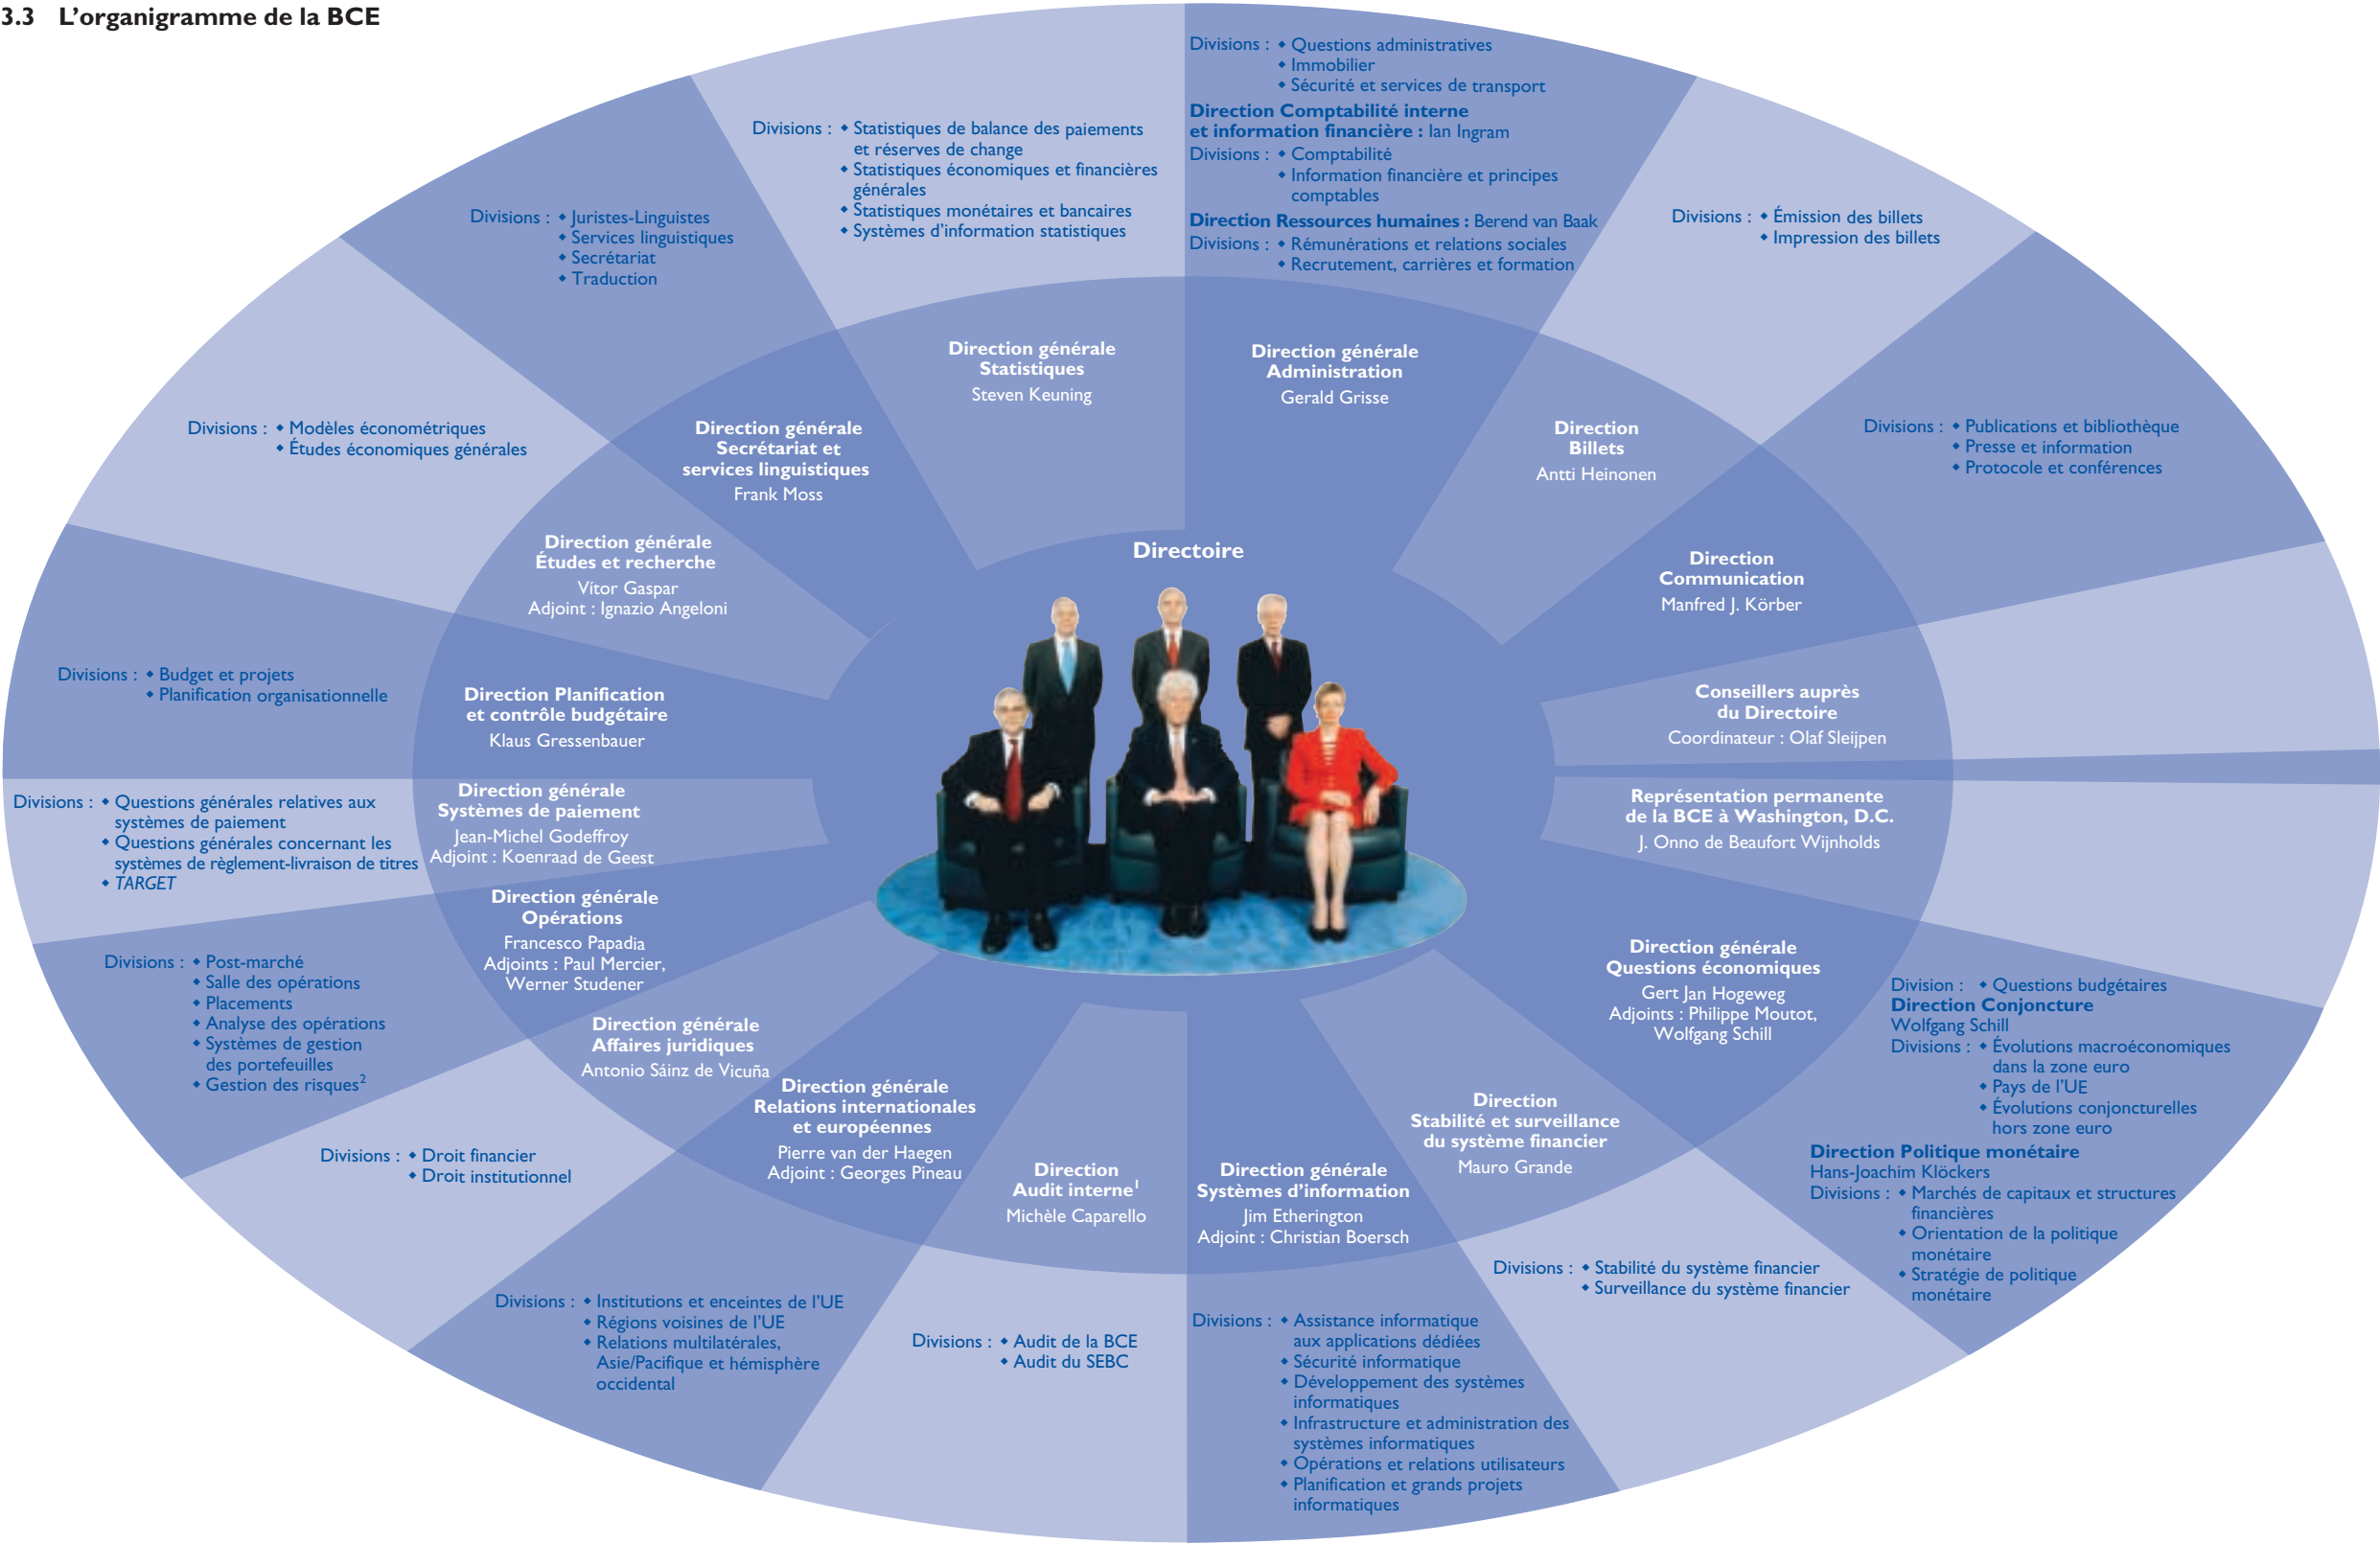 3.3 L'organigramme de la BCE
Divisions : ◆ Questions administratives
◆ Immobilier
◆ Sécurité et services de transport
Direction Comptabilité interne
et information financière : Ian Ingram
Divisions : ◆ Comptabilité
◆ Information financière et principes
comptables
Direction Ressources humaines : Berend van Baak
Divisions : ◆ Rémunérations et relations sociales
◆ Recrutement, carrières et formation
Direction générale
Administration
Gerald Grisse
Divisions : ◆ Émission des billets
◆ Impression des billets
Direction
Billets
Antti Heinonen
Divisions : ◆ Publications et bibliothèque
◆ Presse et information
◆ Protocole et conférences
Direction
Communication
Manfred J. Körber
Conseillers auprès
du Directoire
Coordinateur : Olaf Sleijpen
Représentation permanente
de la BCE à Washington, D.C.
J. Onno de Beaufort Wijnholds
Direction générale
Questions économiques
Gert Jan Hogeweg
Adjoints : Philippe Moutot,
Wolfgang Schill
Division : ◆ Questions budgétaires
Direction Conjoncture
Wolfgang Schill
Divisions : ◆ Évolutions macroéconomiques
dans la zone euro
◆ Pays de l'UE
◆ Évolutions conjoncturelles
hors zone euro
Direction Politique monétaire
Hans-Joachim Klöckers
Divisions : ◆ Marchés de capitaux et structures
financières
◆ Orientation de la politique
monétaire
◆ Stratégie de politique
monétaire
Direction
Stabilité et surveillance
du système financier
Mauro Grande
Divisions : ◆ Stabilité du système financier
◆ Surveillance du système financier
Direction générale
Systèmes d'information
Jim Etherington
Adjoint : Christian Boersch
Divisions : ◆ Assistance informatique
aux applications dédiées
◆ Sécurité informatique
◆ Développement des systèmes
informatiques
◆ Infrastructure et administration des
systèmes informatiques
◆ Opérations et relations utilisateurs
◆ Planification et grands projets
informatiques
Direction
Audit interne1
Michèle Caparello
Divisions : ◆ Audit de la BCE
◆ Audit du SEBC
Direction générale
Relations internationales
et européennes
Pierre van der Haegen
Adjoint : Georges Pineau
Divisions : ◆ Institutions et enceintes de l'UE
◆ Régions voisines de l'UE
◆ Relations multilatérales,
Asie/Pacifique et hémisphère
occidental
Direction générale
Affaires juridiques
Antonio Sáinz de Vicuña
Divisions : ◆ Droit financier
◆ Droit institutionnel
Direction générale
Opérations
Francesco Papadia
Adjoints : Paul Mercier,
Werner Studener
Divisions : ◆ Post-marché
◆ Salle des opérations
◆ Placements
◆ Analyse des opérations
◆ Systèmes de gestion
des portefeuilles
◆ Gestion des risques2
Direction générale
Systèmes de paiement
Jean-Michel Godeffroy
Adjoint : Koenraad de Geest
Divisions : ◆ Questions générales relatives aux
systèmes de paiement
◆ Questions générales concernant les
systèmes de règlement-livraison de titres
◆ TARGET
Direction Planification
et contrôle budgétaire
Klaus Gressenbauer
Divisions : ◆ Budget et projets
◆ Planification organisationnelle
Direction générale
Études et recherche
Vítor Gaspar
Adjoint : Ignazio Angeloni
Divisions : ◆ Modèles économétriques
◆ Études économiques générales
Direction générale
Secrétariat et
services linguistiques
Frank Moss
Divisions : ◆ Juristes-Linguistes
◆ Services linguistiques
◆ Secrétariat
◆ Traduction
Direction générale
Statistiques
Steven Keuning
Divisions : ◆ Statistiques de balance des paiements
et réserves de change
◆ Statistiques économiques et financières
générales
◆ Statistiques monétaires et bancaires
◆ Systèmes d'information statistiques
Directoire